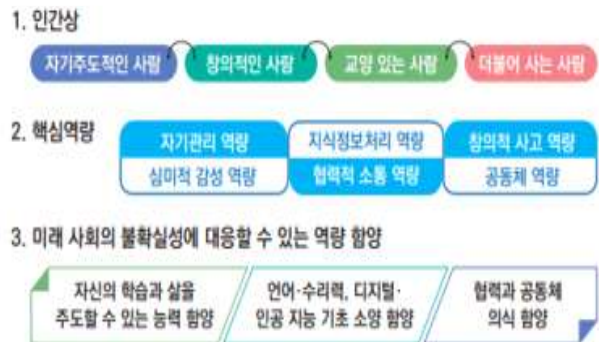 1. 인간상
자기주도적인 사람 창의적인 사람 교양 있는 사람 더불어 사는 사람
2. 핵심역량
자기관리 역량 지식정보처리 역량 창의적 사고 역량
심미적 감성 역량 협력적 소통 역량 공동체 역량
3. 미래 사회의 불확실성에 대응할 수 있는 역량 함양
자신의 학습과 삶을
주도할 수 있는 능력 함양
언어·수리력, 디지털·
인공 지능 기초 소양 함양
협력과 공동체
의식 함양